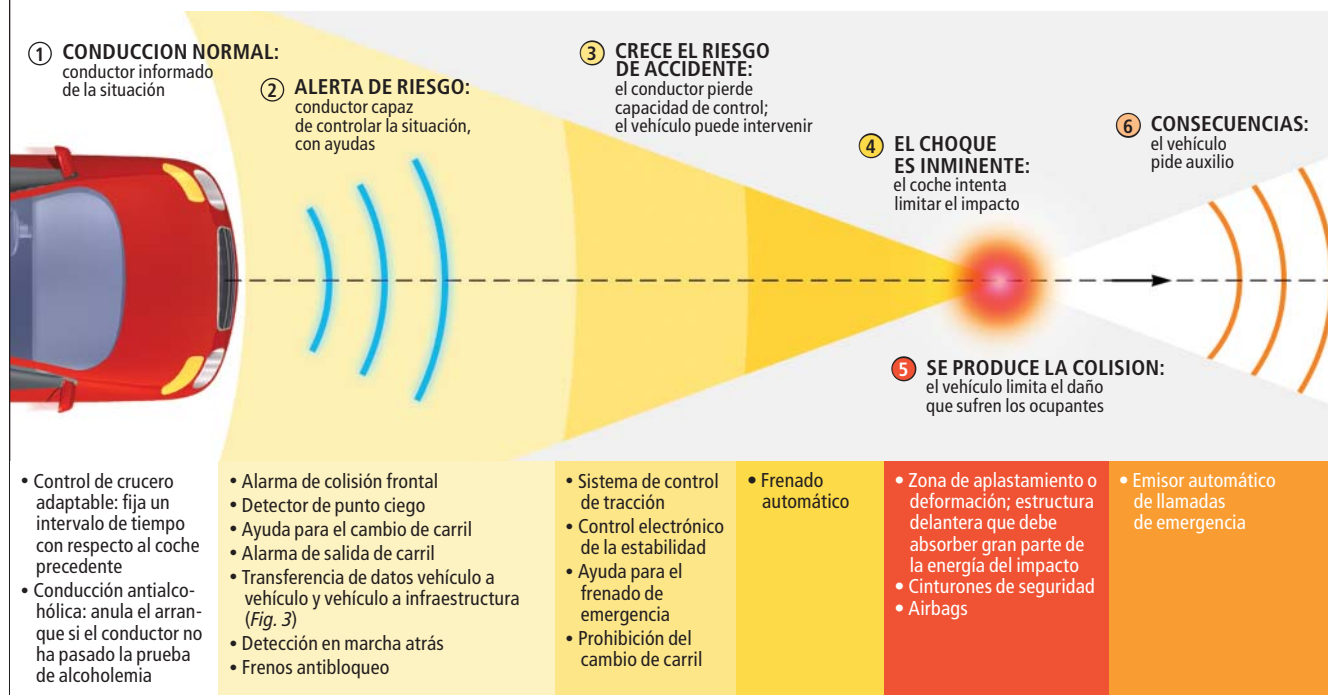 1 CONDUCCION NORMAL:
conductor informado
de la situación
2 ALERTA DE RIESGO:
conductor capaz
de controlar la situación,
con ayudas
3 CRECE EL RIESGO
DE ACCIDENTE:
el conductor pierde
capacidad de control;
el vehículo puede intervenir
4 EL CHOQUE
ES INMINENTE:
el coche intenta
limitar el impacto
6 CONSECUENCIAS:
el vehículo
pide auxilio
5 SE PRODUCE LA COLISION:
el vehículo limita el daño
que sufren los ocupantes
• Control de crucero
adaptable: fija un
intervalo de tiempo
con respecto al coche
precedente
• Conducción antialco-
hólica: anula el arran-
que si el conductor no
ha pasado la prueba
de alcoholemia
• Alarma de colisión frontal
• Detector de punto ciego
• Ayuda para el cambio de carril
• Alarma de salida de carril
• Transferencia de datos vehículo a
vehículo y vehículo a infraestructura
(Fig. 3)
• Detección en marcha atrás
• Frenos antibloqueo
• Sistema de control
de tracción
• Control electrónico
de la estabilidad
• Ayuda para el
frenado de
emergencia
• Prohibición del
cambio de carril
• Frenado
automático
• Zona de aplastamiento o
deformación; estructura
delantera que debe
absorber gran parte de
la energía del impacto
• Cinturones de seguridad
• Airbags
• Emisor automático
de llamadas
de emergencia